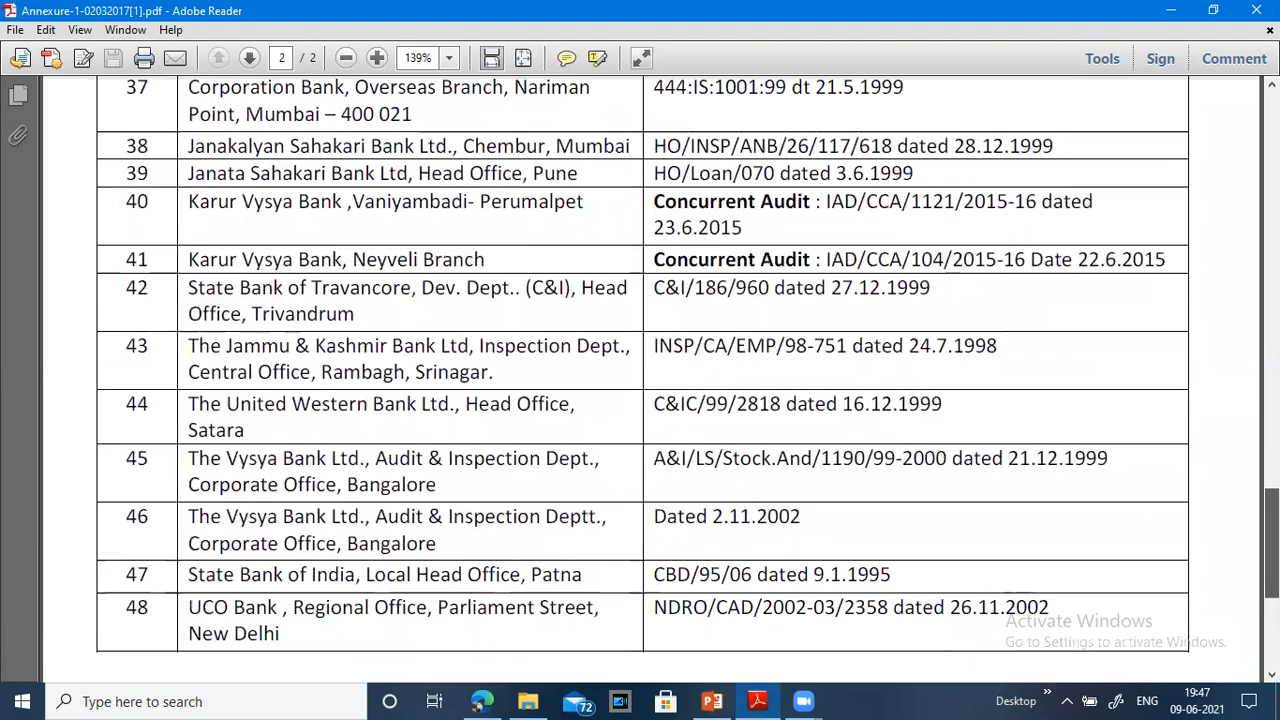 Annexure-1-02032017[1].pdf - Adobe Reader
File Edit View Window Help
2 / 2 139% Tools Sign Comment
37 Corporation Bank, Overseas Branch, Nariman 444:IS:1001:99 dt 21.5.1999
Point, Mumbai – 400 021
38 Janakalyan Sahakari Bank Ltd., Chembur, Mumbai HO/INSP/ANB/26/117/618 dated 28.12.1999
39 Janata Sahakari Bank Ltd, Head Office, Pune HO/Loan/070 dated 3.6.1999
40 Karur Vysya Bank ,Vaniyambadi- Perumalpet Concurrent Audit : IAD/CCA/1121/2015-16 dated
23.6.2015
41 Karur Vysya Bank, Neyveli Branch Concurrent Audit : IAD/CCA/104/2015-16 Date 22.6.2015
42 State Bank of Travancore, Dev. Dept.. (C&I), Head C&I/186/960 dated 27.12.1999
Office, Trivandrum
43 The Jammu & Kashmir Bank Ltd, Inspection Dept., INSP/CA/EMP/98-751 dated 24.7.1998
Central Office, Rambagh, Srinagar.
44 The United Western Bank Ltd., Head Office, C&IC/99/2818 dated 16.12.1999
Satara
45 The Vysya Bank Ltd., Audit & Inspection Dept., A&I/LS/Stock.And/1190/99-2000 dated 21.12.1999
Corporate Office, Bangalore
46 The Vysya Bank Ltd., Audit & Inspection Deptt., Dated 2.11.2002
Corporate Office, Bangalore
47 State Bank of India, Local Head Office, Patna CBD/95/06 dated 9.1.1995
48 UCO Bank , Regional Office, Parliament Street, NDRO/CAD/2002-03/2358 dated 26.11.2002
New Delhi
Activate Windows
Go to Settings to activate Windows.
Type here to search 72 Desktop ENG 19:47
09-06-2021